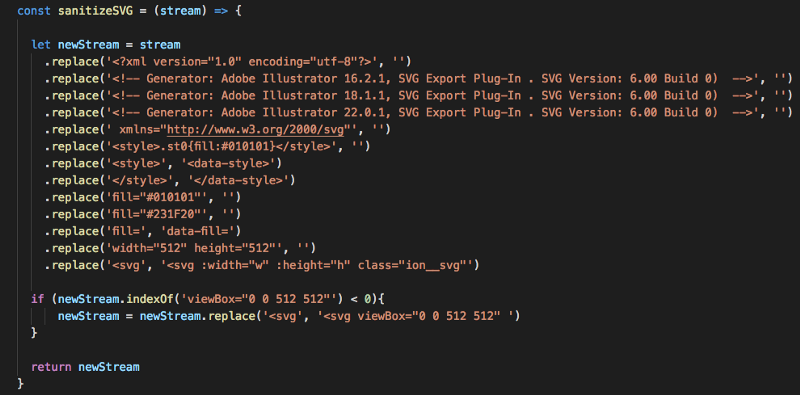 const sanitizeSVG = (stream) => {
let newStream = stream
.replace('<?xml version="1.0" encoding="utf-8"?>', '')
.replace('<!-- Generator: Adobe Illustrator 16.2.1, SVG Export Plug-In . SVG Version: 6.00 Build 0)  -->', '')
.replace('<!-- Generator: Adobe Illustrator 18.1.1, SVG Export Plug-In . SVG Version: 6.00 Build 0)  -->', '')
.replace('<!-- Generator: Adobe Illustrator 22.0.1, SVG Export Plug-In . SVG Version: 6.00 Build 0)  -->', '')
.replace(' xmlns="http://www.w3.org/2000/svg"', '')
.replace('<style>.st0{fill:#010101}</style>', '')
.replace('<style>', '<data-style>')
.replace('</style>', '</data-style>')
.replace('fill="#010101"', '')
.replace('fill="#231F20"', '')
.replace('fill=', 'data-fill=')
.replace('width="512" height="512"', '')
.replace('<svg', '<svg :width="w" :height="h" class="ion__svg"')
if (newStream.indexOf('viewBox="0 0 512 512"') < 0){
newStream = newStream.replace('<svg', '<svg viewBox="0 0 512 512" ')
}
return newStream
}